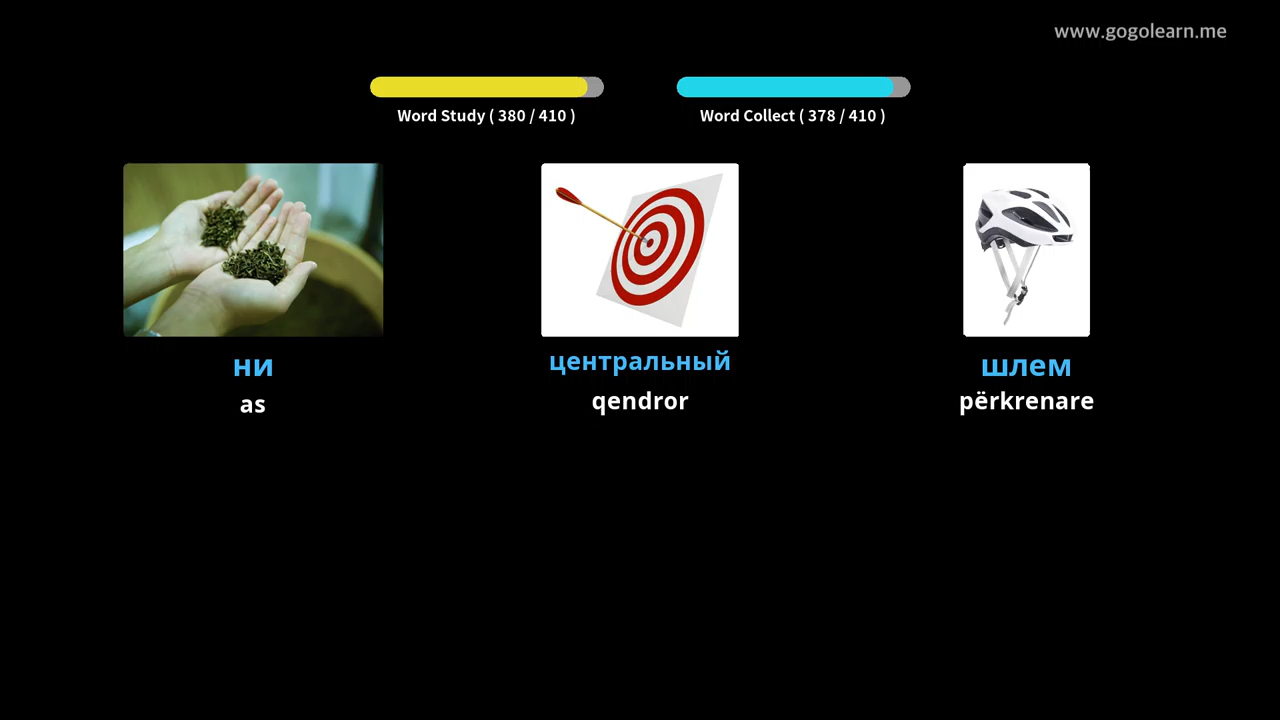 www.gogolearn.me
Word Study ( 380 / 410 )
Word Collect ( 378 / 410 )
ни
as
центральный
qendror
шлем
përkrenare